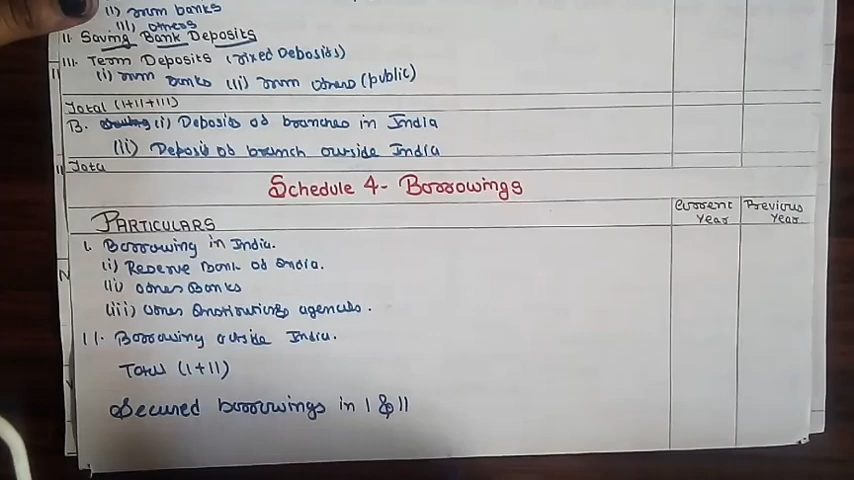 (i) From banks
(ii) others
II. Saving Bank Deposits
III. Term Deposits (Fixed Deposits)
(i) From banks (ii) From others (public)
Total (I+II+III)
B. (i) Deposits of branches in India
(ii) Deposit of branch outside India
Total
Schedule 4- Borrowings
PARTICULARS Current Year Previous Year
I. Borrowing in India.
(i) Reserve Bank of India.
(ii) Other Banks
(iii) Other Institutions agencies.
II. Borrowing outside India.
Total (I+II)
Secured borrowings in I & II